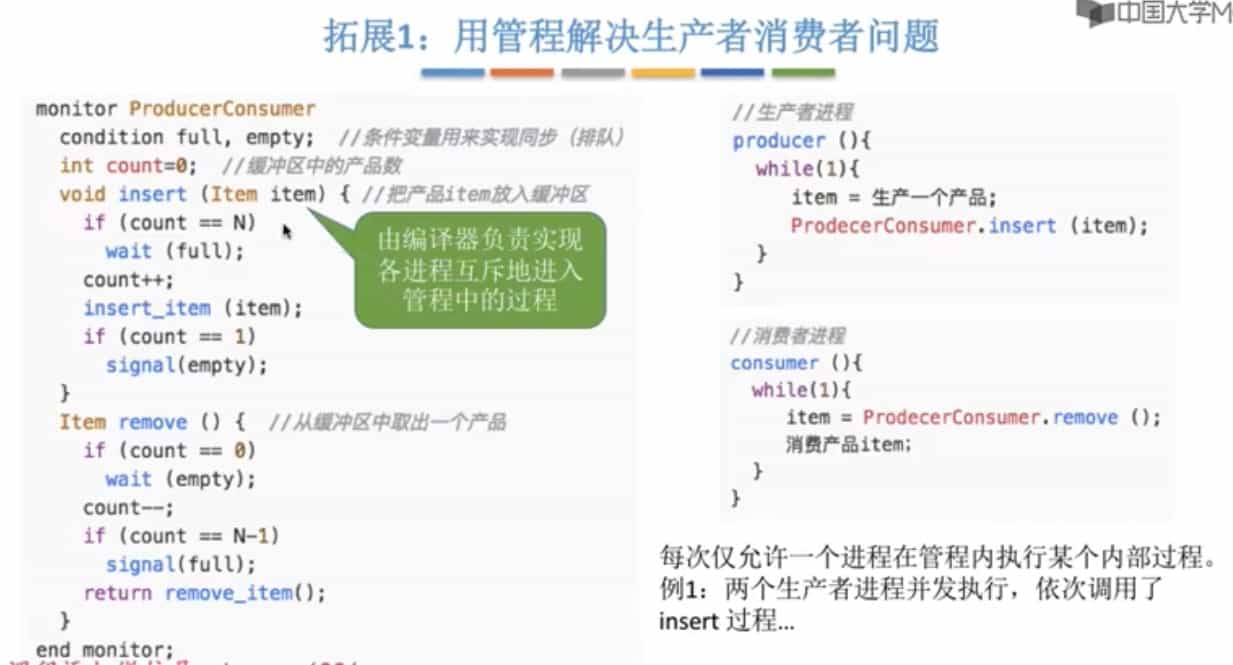 中国大学M
拓展1：用管程解决生产者消费者问题
monitor ProducerConsumer
condition full, empty; //条件变量用来实现同步（排队）
int count=0; //缓冲区中的产品数
void insert (Item item) { //把产品item放入缓冲区
if (count == N)
wait (full);
count++;
insert_item (item);
if (count == 1)
signal(empty);
}
Item remove () { //从缓冲区中取出一个产品
if (count == 0)
wait (empty);
count--;
if (count == N-1)
signal(full);
return remove_item();
}
end monitor;
由编译器负责实现
各进程互斥地进入
管程中的过程
//生产者进程
producer (){
while(1){
item = 生产一个产品;
ProdecerConsumer.insert (item);
}
}
//消费者进程
consumer (){
while(1){
item = ProdecerConsumer.remove ();
消费产品item;
}
}
每次仅允许一个进程在管程内执行某个内部过程。
例1：两个生产者进程并发执行，依次调用了
insert 过程...